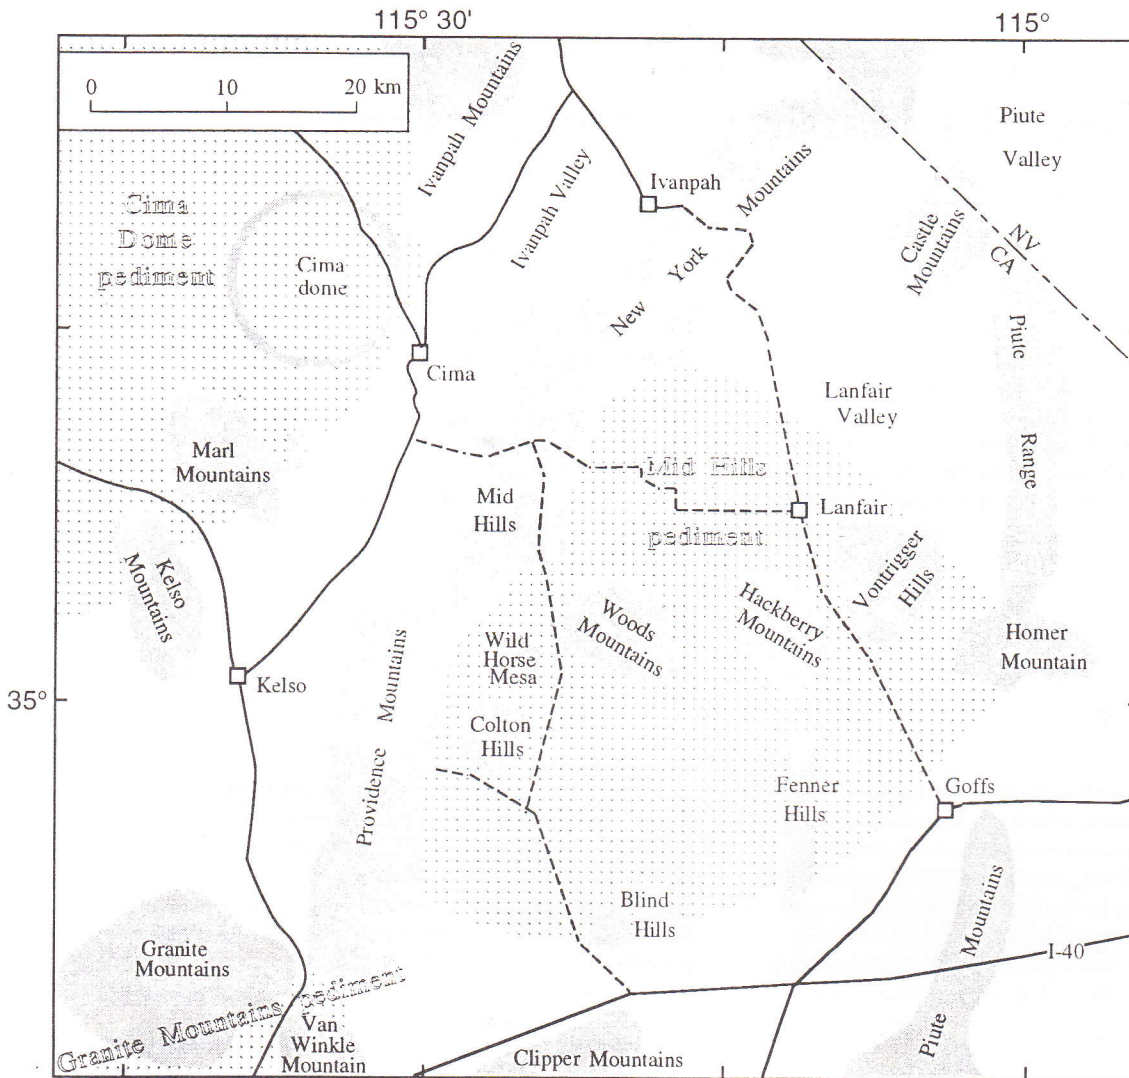 115° 30'
115°
0 10 20 km
Ivanpah Mountains
Ivanpah Valley
Ivanpah
New York Mountains
Piute
Valley
Castle
Mountains
NV
CA
Cima
Dome
pediment
Cima
dome
Cima
Piute Range
Lanfair
Valley
Marl
Mountains
Mid Hills
pediment
Mid
Hills
Lanfair
Kelso
Mountains
Vontrigger
Hills
Hackberry
Mountains
Woods
Mountains
Homer
Mountain
Wild
Horse
Mesa
35°
Kelso
Providence Mountains
Colton
Hills
Fenner
Hills
Goffs
Blind
Hills
Granite
Mountains
Granite Mountains pediment
Piute Mountains
I-40
Van
Winkle
Mountain
Clipper Mountains